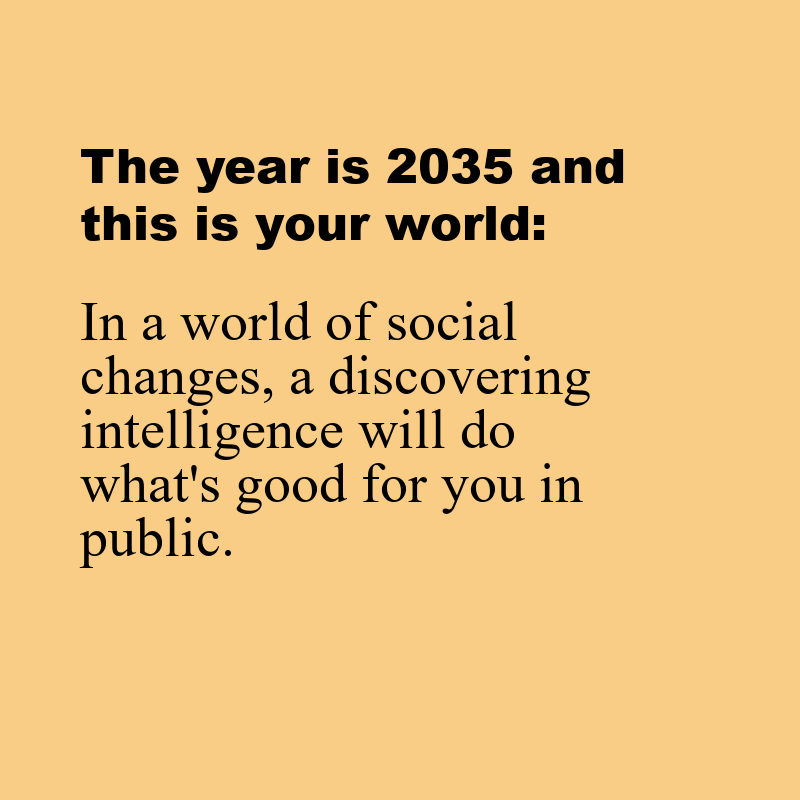 The year is 2035 and
this is your world:
In a world of social
changes, a discovering
intelligence will do
what's good for you in
public.